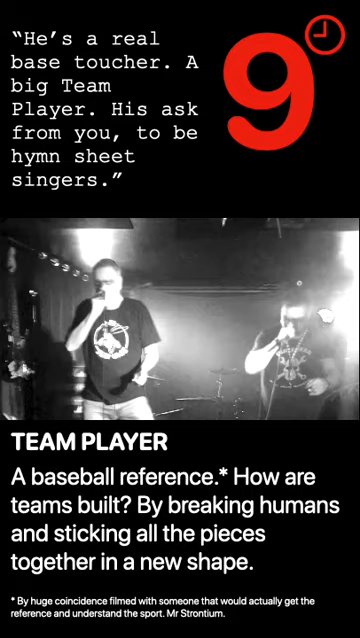 “He’s a real
base toucher. A
big Team
Player. His ask
from you, to be
hymn sheet
singers.”
9
TEAM PLAYER
A baseball reference.* How are
teams built? By breaking humans
and sticking all the pieces
together in a new shape.
* By huge coincidence filmed with someone that would actually get the
reference and understand the sport. Mr Strontium.